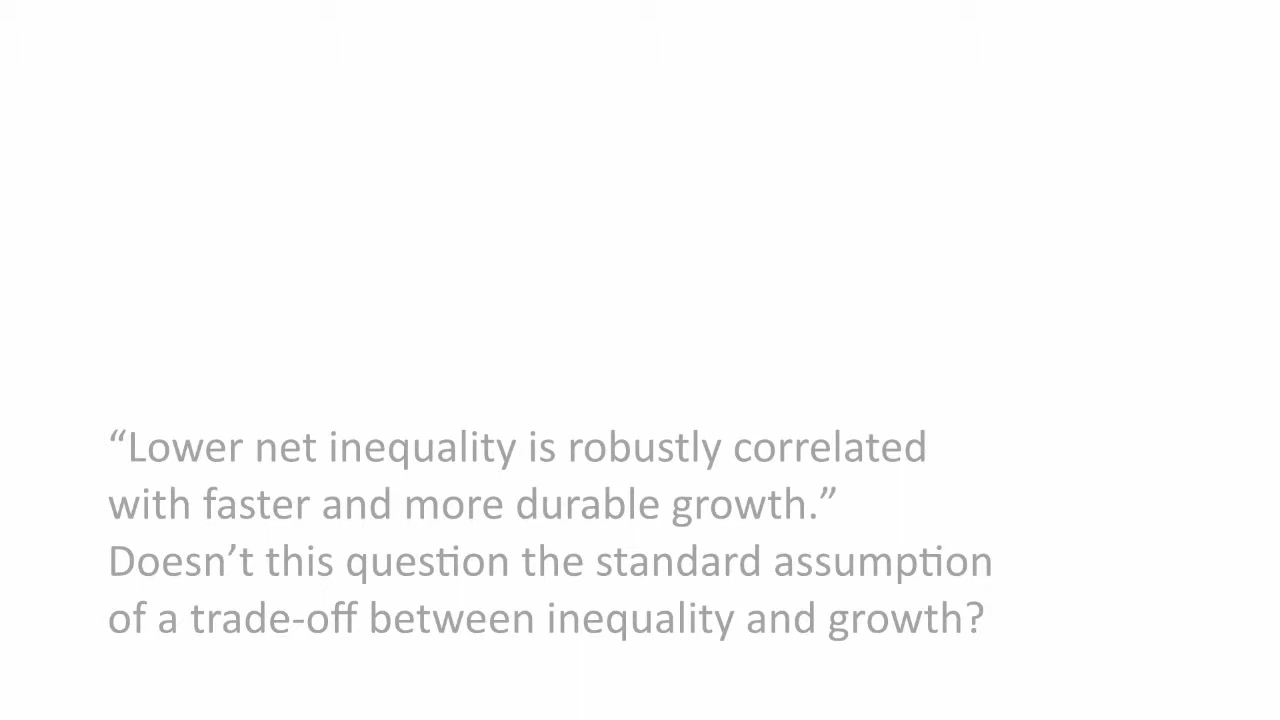 “Lower net inequality is robustly correlated
with faster and more durable growth.”
Doesn’t this question the standard assumption
of a trade-off between inequality and growth?